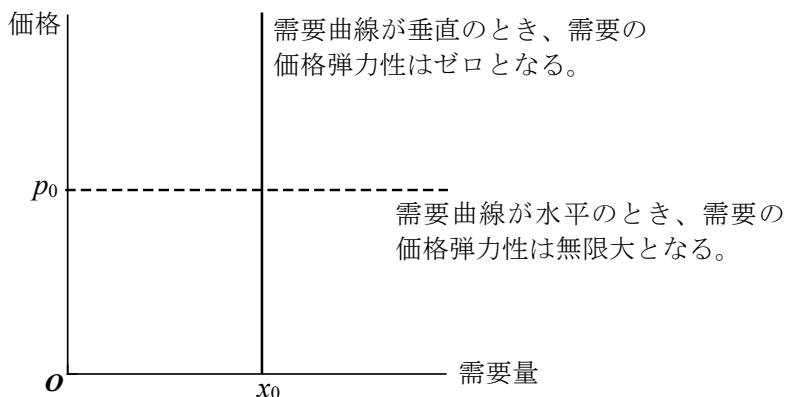 価格
需要曲線が垂直のとき、需要の
価格弾力性はゼロとなる。
p0
需要曲線が水平のとき、需要の
価格弾力性は無限大となる。
O
x0
需要量